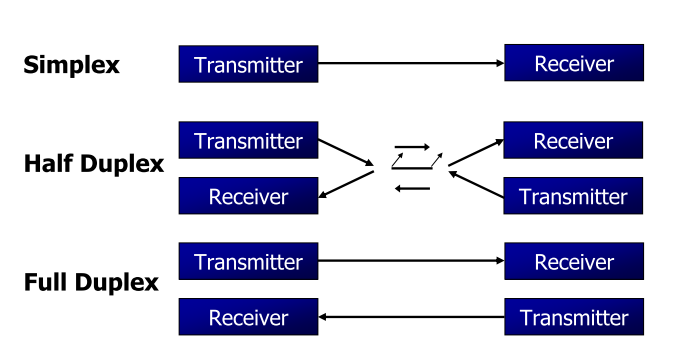 Simplex Transmitter Receiver
Transmitter Receiver
Half Duplex
Receiver Transmitter
Transmitter Receiver
Full Duplex
Receiver Transmitter